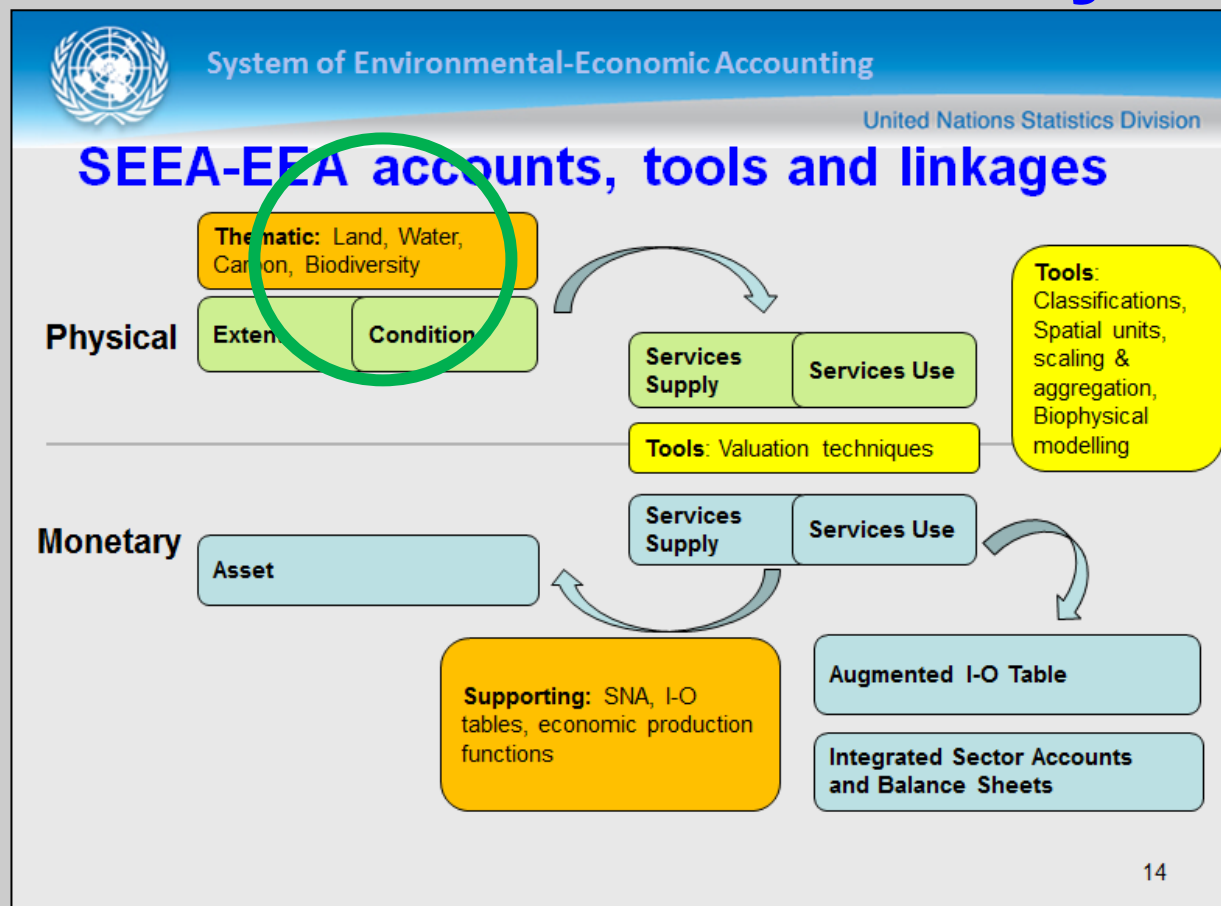 System of Environmental-Economic Accounting
United Nations Statistics Division
SEEA-EEA accounts, tools and linkages
Thematic: Land, Water,
Carbon, Biodiversity
Physical
Extent
Condition
Services
Supply
Services Use
Tools:
Classifications,
Spatial units,
scaling &
aggregation,
Biophysical
modelling
Tools: Valuation techniques
Monetary
Asset
Services
Supply
Services Use
Supporting: SNA, I-O
tables, economic production
functions
Augmented I-O Table
Integrated Sector Accounts
and Balance Sheets
14